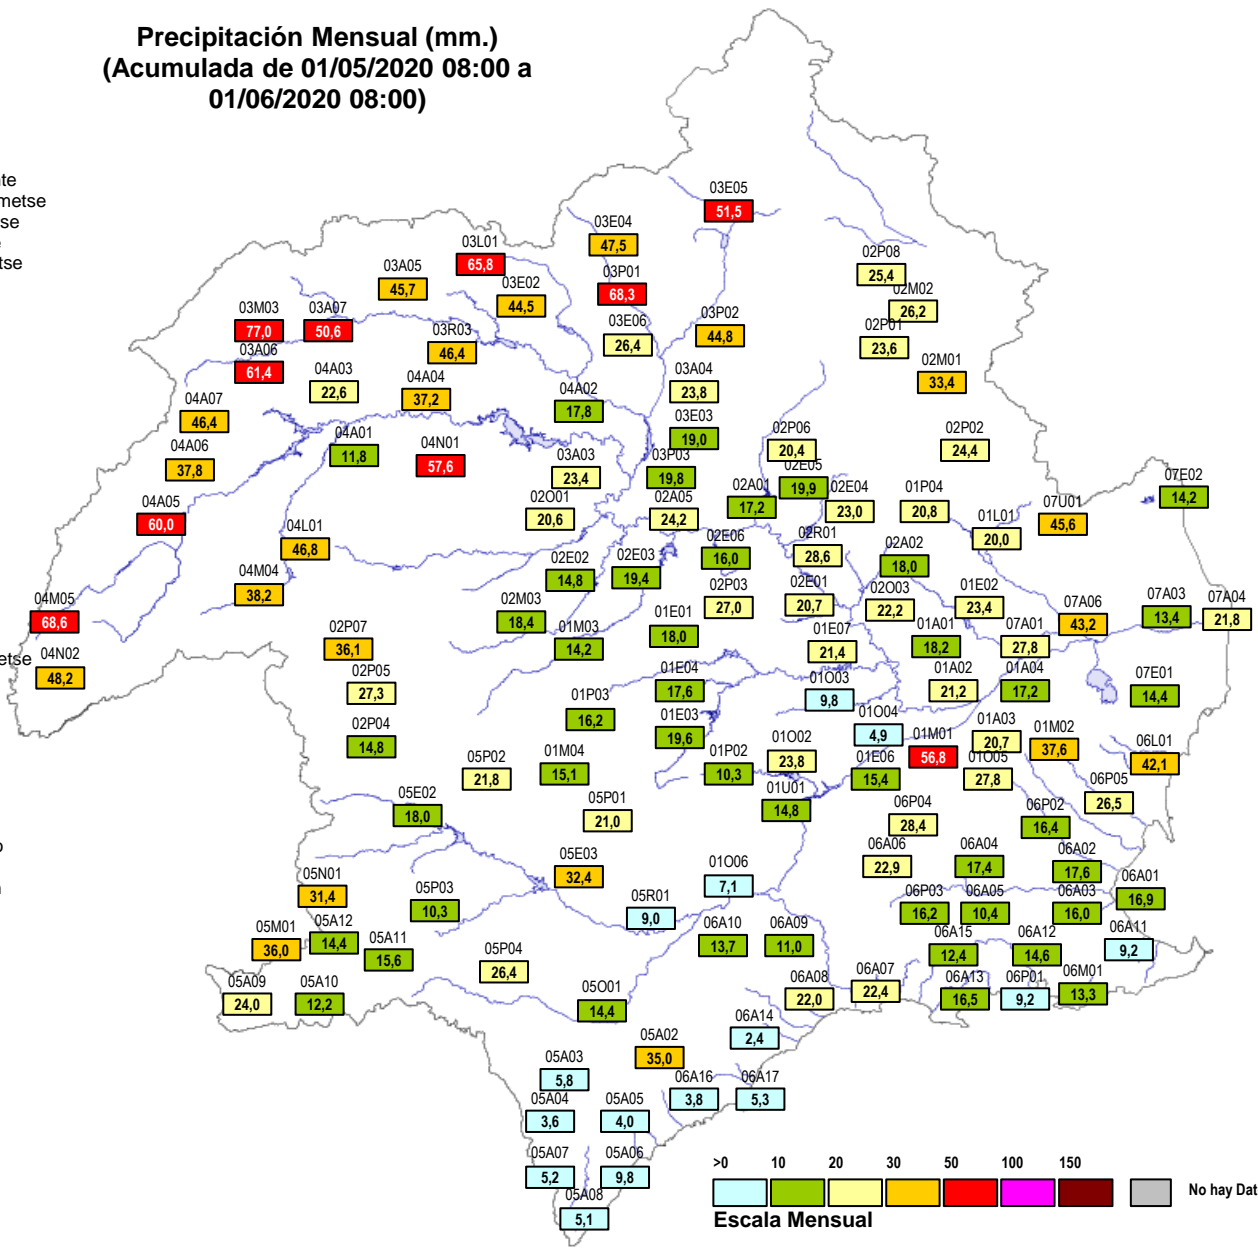 Precipitación Mensual (mm.)
(Acumulada de 01/05/2020 08:00 a
01/06/2020 08:00)
nte
metse
se
tse
etse
03E05
51,5
03E04
47,5
03L01
65,8
02P08
25,4
03A05
45,7
03P01
68,3
03E02
44,5
02M02
26,2
03M03
77,0
03A07
50,6
03P02
44,8
03E06
26,4
02P01
23,6
03R03
46,4
03A06
61,4
02M01
33,4
04A03
22,6
04A04
37,2
03A04
23,8
04A02
17,8
04A07
46,4
03E03
19,0
04A01
11,8
04N01
57,6
02P06
20,4
02P02
24,4
04A06
37,8
03A03
23,4
03P03
19,8
02E05
19,9
07E02
14,2
02A01
17,2
02E04
23,0
01P04
20,8
04A05
60,0
02O01
20,6
02A05
24,2
07U01
45,6
01L01
20,0
04L01
46,8
02E06
16,0
02R01
28,6
02A02
18,0
02E02
14,8
02E03
19,4
04M04
38,2
02P03
27,0
02E01
20,7
02O03
22,2
01E02
23,4
07A03
13,4
07A04
21,8
04M05
68,6
02M03
18,4
07A06
43,2
01E01
18,0
01M03
14,2
02P07
36,1
01E07
21,4
01A01
18,2
07A01
27,8
04N02
48,2
02P05
27,3
01E04
17,6
01O03
9,8
01A02
21,2
01A04
17,2
07E01
14,4
01P03
16,2
01E03
19,6
02P04
14,8
01O04
4,9
01M01
56,8
01A03
20,7
01M02
37,6
05P02
21,8
01M04
15,1
01P02
10,3
01O02
23,8
01E06
15,4
01O05
27,8
06L01
42,1
06P05
26,5
05E02
18,0
05P01
21,0
01U01
14,8
06P04
28,4
06P02
16,4
05E03
32,4
01O06
7,1
06A06
22,9
06A04
17,4
06A02
17,6
05N01
31,4
05P03
10,3
05R01
9,0
06P03
16,2
06A05
10,4
06A03
16,0
06A01
16,9
05M01
36,0
05A12
14,4
05A11
15,6
06A10
13,7
06A09
11,0
06A15
12,4
06A12
14,6
06A11
9,2
05P04
26,4
05A09
24,0
05A10
12,2
05O01
14,4
06A08
22,0
06A07
22,4
06A13
16,5
06P01
9,2
06M01
13,3
06A14
2,4
05A02
35,0
05A03
5,8
06A16
3,8
06A17
5,3
05A04
3,6
05A05
4,0
05A07
5,2
05A06
9,8
05A08
5,1
>0 10 20 30 50 100 150
No hay Dat
Escala Mensual